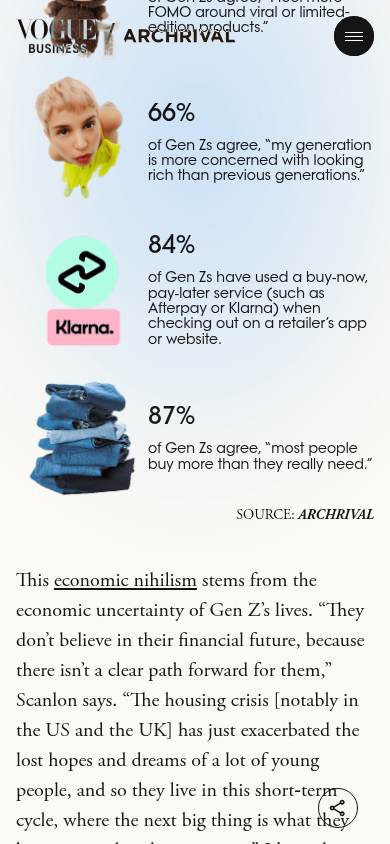 of Gen Zs agree, “I feel more
FOMO around viral or limited-
edition products.”
VOGUE
BUSINESS
ARCHRIVAL
66%
of Gen Zs agree, “my generation
is more concerned with looking
rich than previous generations.”
84%
of Gen Zs have used a buy-now,
pay-later service (such as
Afterpay or Klarna) when
checking out on a retailer’s app
or website.
Klarna.
87%
of Gen Zs agree, “most people
buy more than they really need.”
SOURCE: ARCHRIVAL
This economic nihilism stems from the
economic uncertainty of Gen Z’s lives. “They
don’t believe in their financial future, because
there isn’t a clear path forward for them,”
Scanlon says. “The housing crisis [notably in
the US and the UK] has just exacerbated the
lost hopes and dreams of a lot of young
people, and so they live in this short-term
cycle, where the next big thing is what they